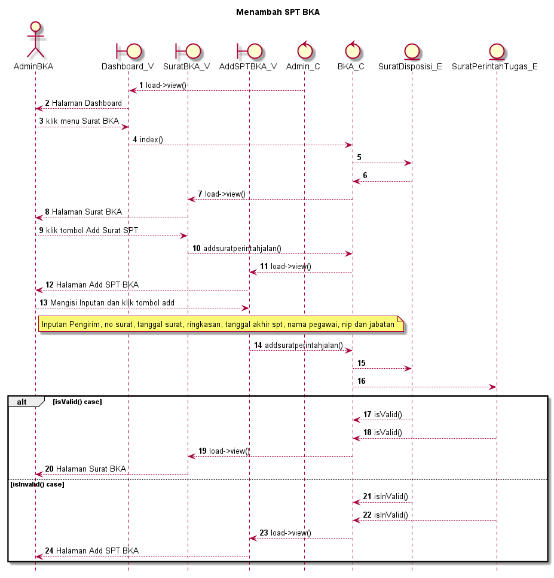 Menambah SPT BKA
AdminBKA
Dashboard_V
SuratBKA_V
AddSPTBKA_V
Admin_C
BKA_C
SuratDisposisi_E
SuratPerintahTugas_E
1 load->view()
2 Halaman Dashboard
3 klik menu Surat BKA
4 index()
5
6
7 load->view()
8 Halaman Surat BKA
9 klik tombol Add Surat SPT
10 addsuratperintahjalan()
11 load->view()
12 Halaman Add SPT BKA
13 Mengisi Inputan dan klik tombol add
Inputan Pengirim, no surat, tanggal surat, ringkasan, tanggal akhir spt, nama pegawai, nip dan jabatan
14 addsuratperintahjalan()
15
16
alt [isValid() case]
17 isValid()
18 isValid()
19 load->view()
20 Halaman Surat BKA
[isInvalid() case]
21 isInValid()
22 isInValid()
23 load->view()
24 Halaman Add SPT BKA